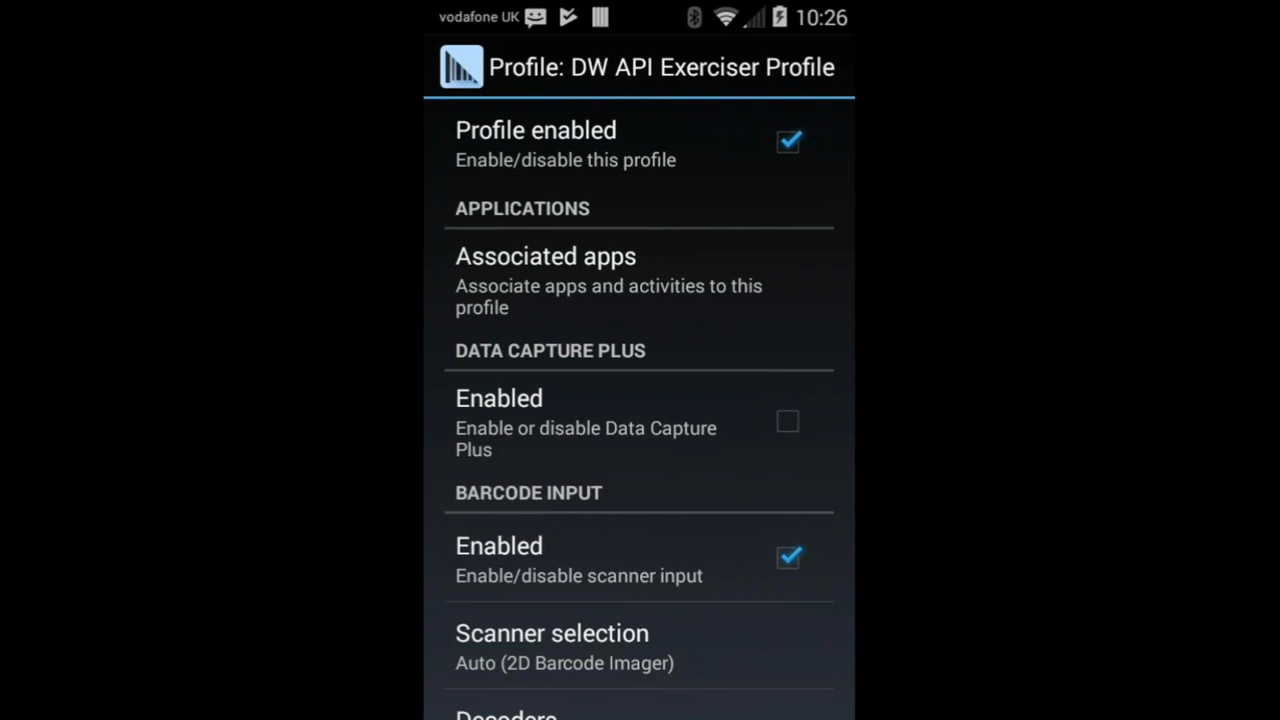 vodafone UK 10:26
Profile: DW API Exerciser Profile
Profile enabled
Enable/disable this profile
APPLICATIONS
Associated apps
Associate apps and activities to this
profile
DATA CAPTURE PLUS
Enabled
Enable or disable Data Capture
Plus
BARCODE INPUT
Enabled
Enable/disable scanner input
Scanner selection
Auto (2D Barcode Imager)
Decoders